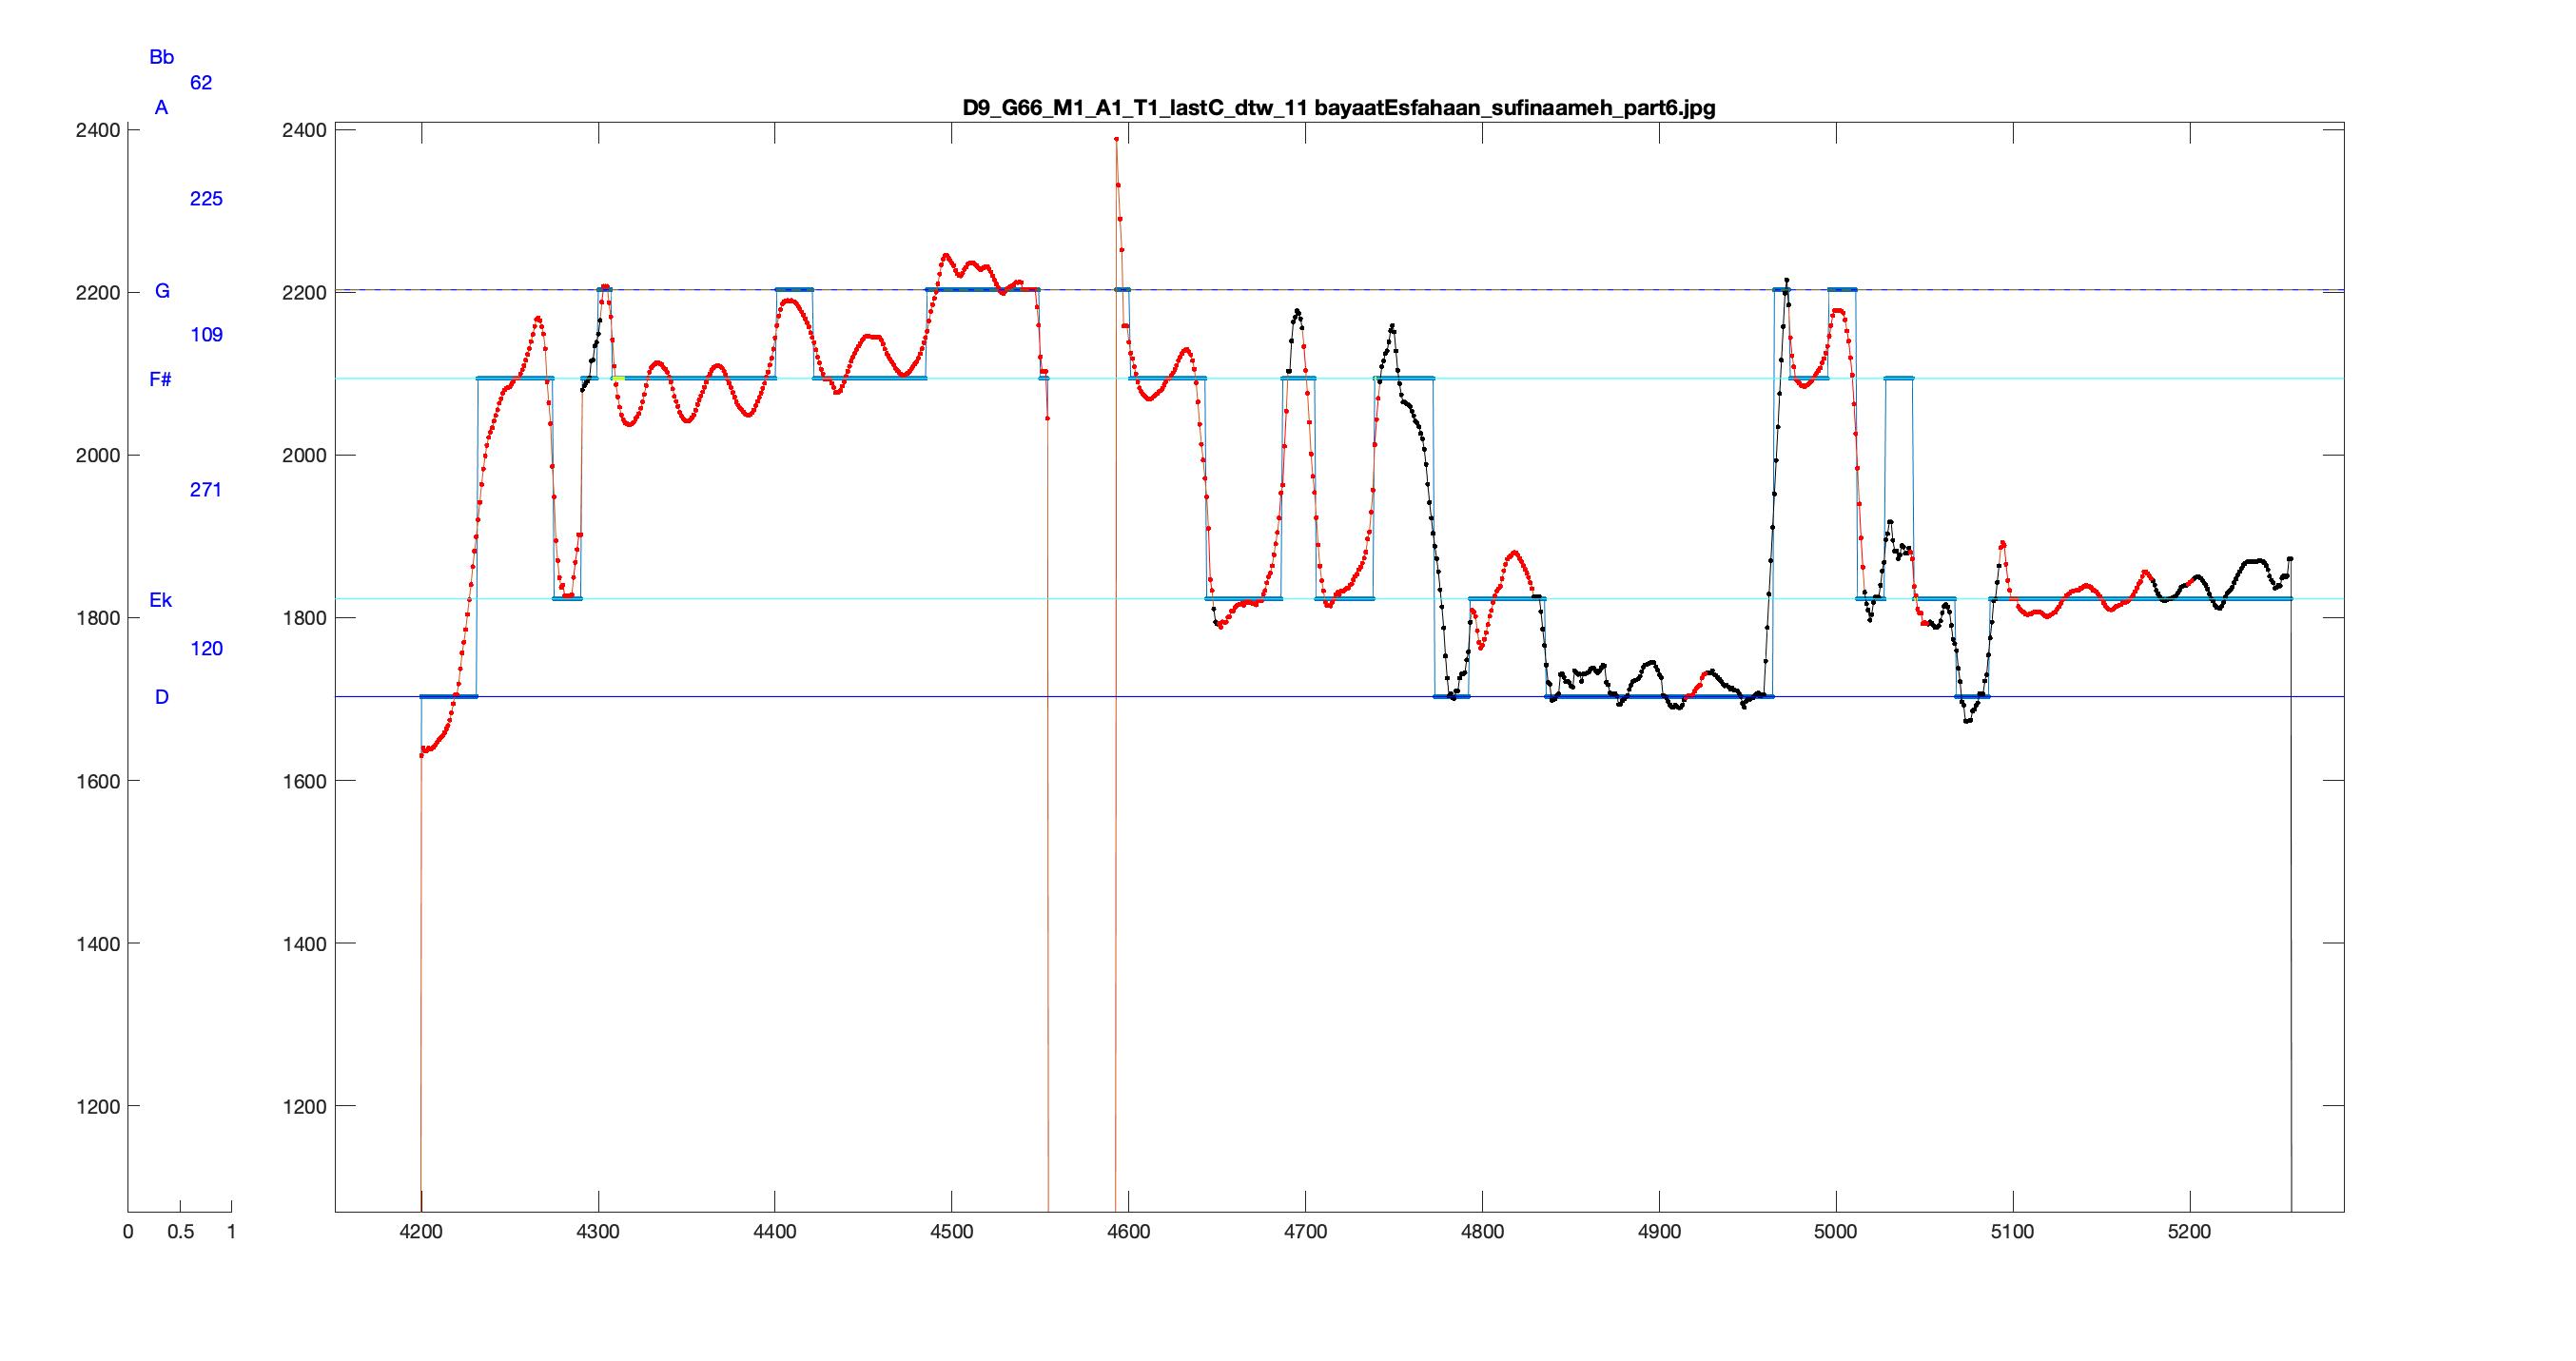 Bb
62
A
D9_G66_M1_A1_T1_lastC_dtw_11 bayaatEsfahaan_sufinaameh_part6.jpg
2400 2400
225
2200 G 2200
109
F#
2000 2000
271
Ek
1800 1800
120
D
1600 1600
1400 1400
1200 1200
0 0.5 1 4200 4300 4400 4500 4600 4700 4800 4900 5000 5100 5200